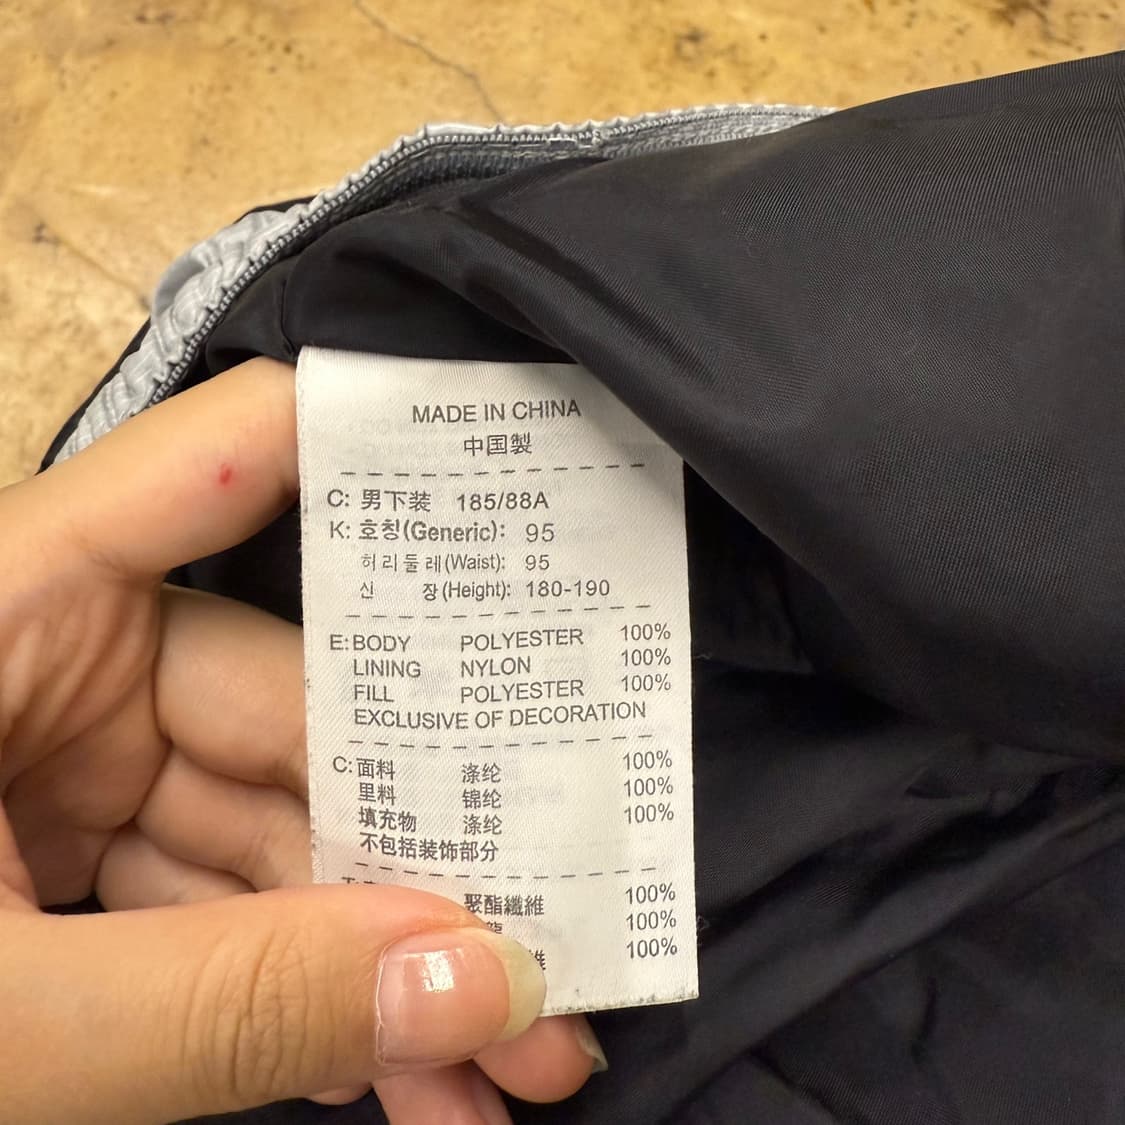 MADE IN CHINA
中国製
C: 男下装 185/88A
K: 호칭(Generic): 95
허리둘레(Waist): 95
신 장(Height): 180-190
E: BODY POLYESTER 100%
LINING NYLON 100%
FILL POLYESTER 100%
EXCLUSIVE OF DECORATION
C: 面料 涤纶 100%
里料 锦纶 100%
填充物 涤纶 100%
不包括装饰部分
聚酯纖維 100%
龍 100%
維 100%